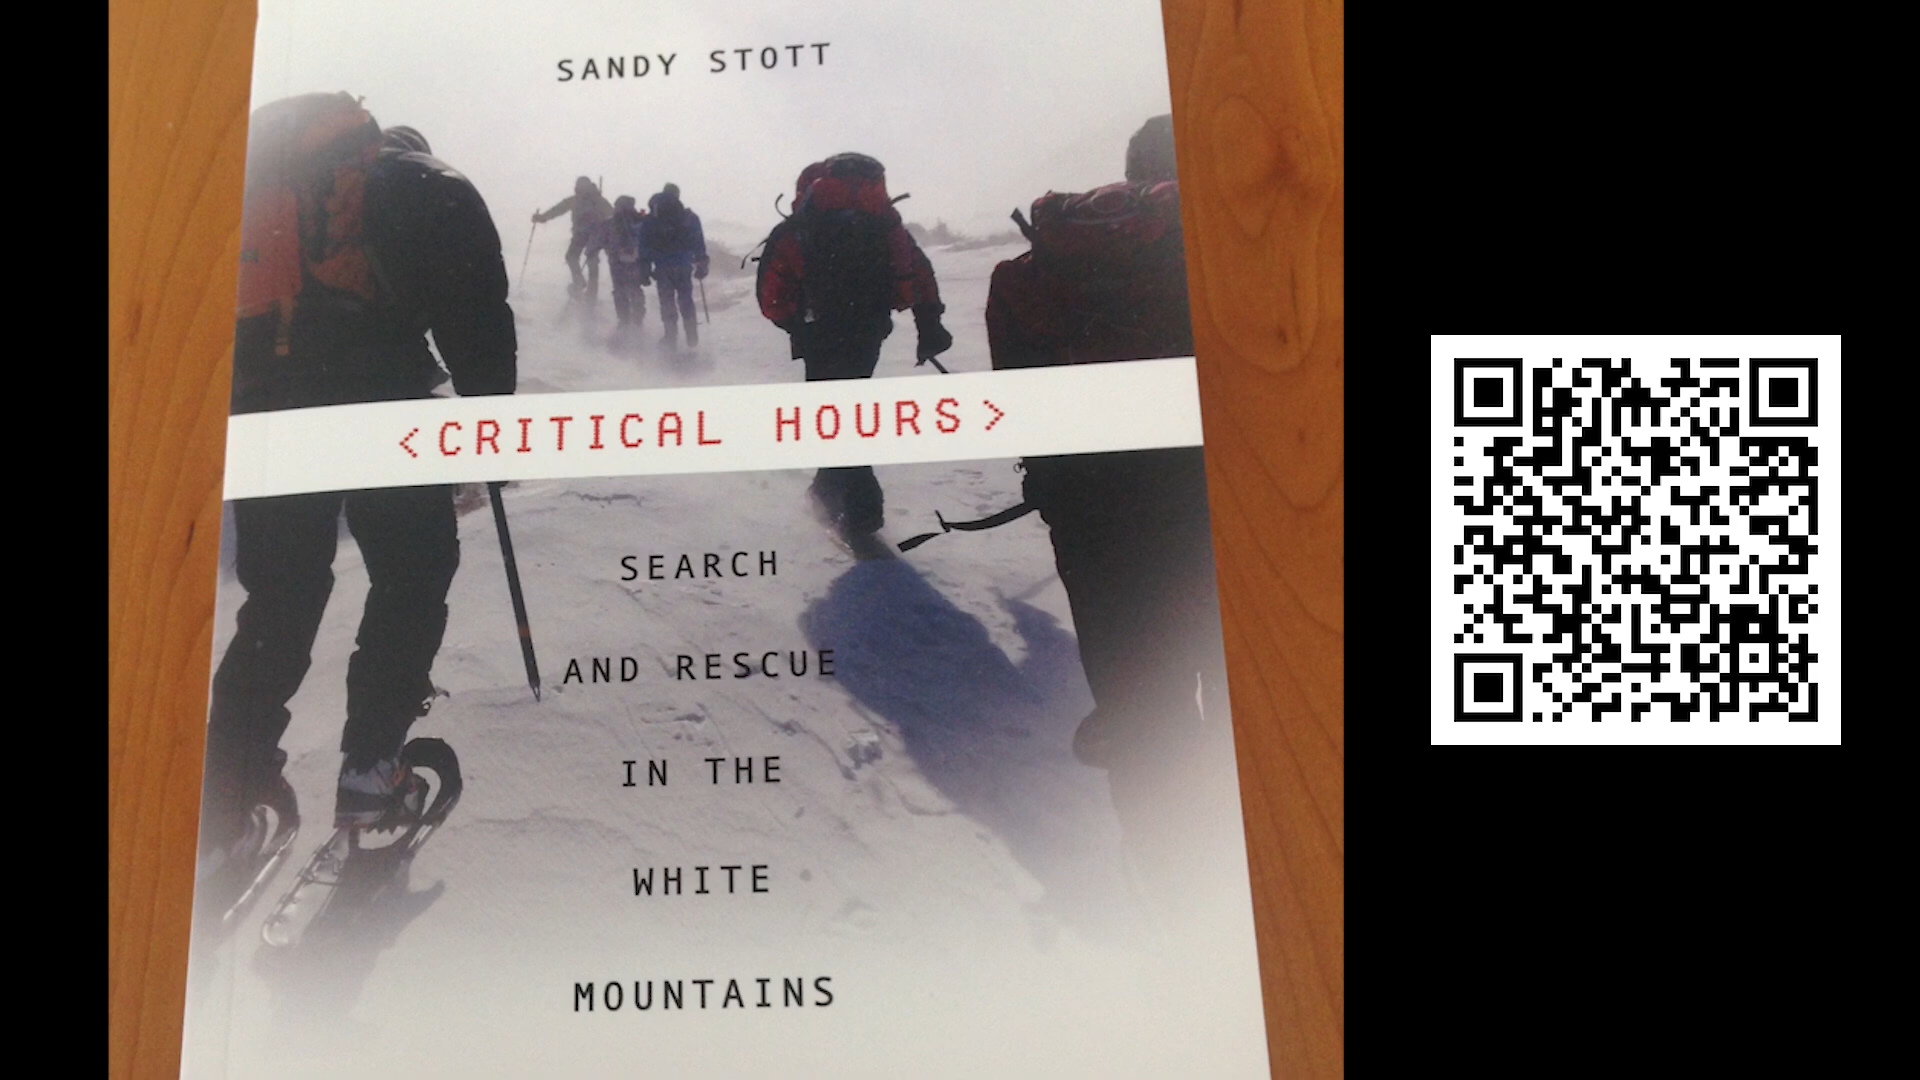 SANDY STOTT
<CRITICAL HOURS>
SEARCH
AND RESCUE
IN THE
WHITE
MOUNTAINS